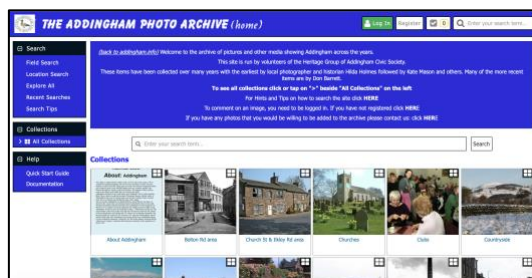 THE ADDINGHAM PHOTO ARCHIVE (home)
Log In
Register
0
Enter your search term...
Search
Field Search
Location Search
Explore All
Recent Searches
Search Tips
Collections
> All Collections
Help
Quick Start Guide
Documentation
(back to addingham.info) Welcome to the archive of pictures and other media showing Addingham across the years.
This site is run by volunteers of the Heritage Group of Addingham Civic Society.
These items have been collected over many years with the earliest by local photographer and historian Hilda Holmes followed by Kate Mason and others. Many of the more recent
items are by Don Barrett.
To see all collections click or tap on ">" beside "All Collections" on the left
For Hints and Tips on how to search the site click HERE!
To comment on an image, you need to be logged in. If you have not registered click HERE!
If you have any photos that you would be willing to be added to the archive please contact us: click HERE!
Enter your search term...
Search
Collections
About: Addingham
About Addingham
Bolton Rd area
Church St & Ilkley Rd area
Churches
Clubs
Countryside